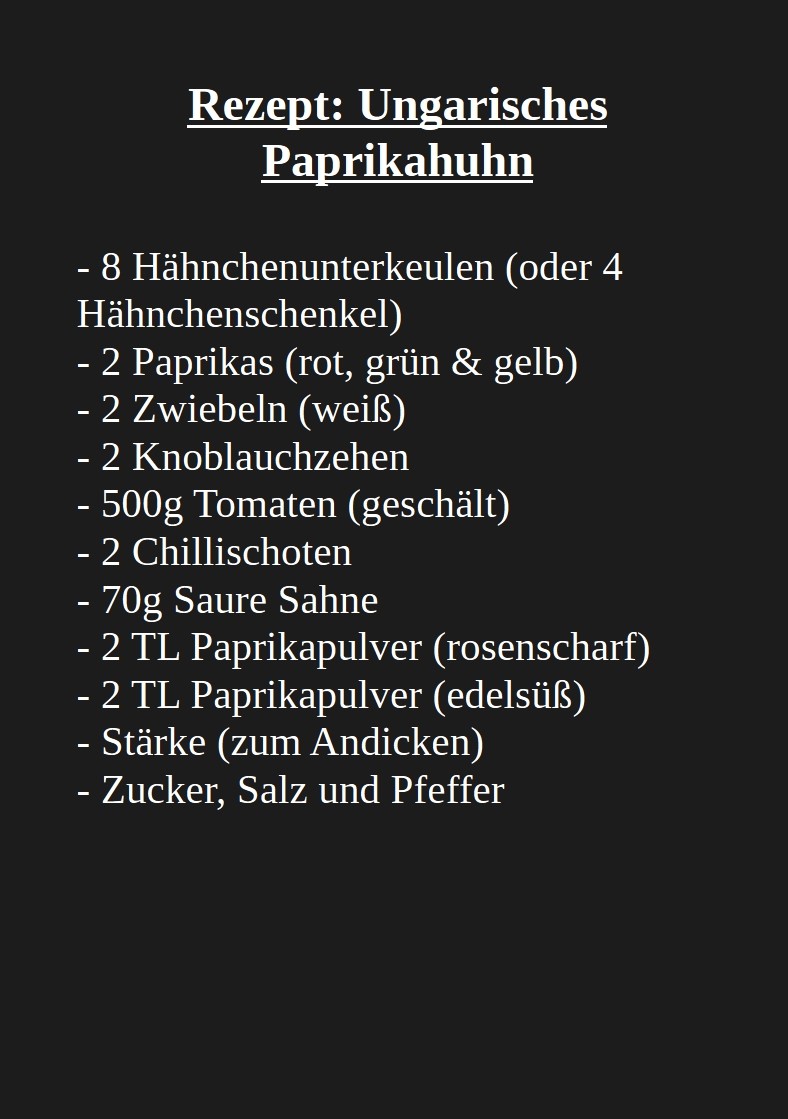 Rezept: Ungarisches
Paprikahuhn
- 8 Hähnchenunterkeulen (oder 4
Hähnchenschenkel)
- 2 Paprikas (rot, grün & gelb)
- 2 Zwiebeln (weiß)
- 2 Knoblauchzehen
- 500g Tomaten (geschält)
- 2 Chillischoten
- 70g Saure Sahne
- 2 TL Paprikapulver (rosenscharf)
- 2 TL Paprikapulver (edelsüß)
- Stärke (zum Andicken)
- Zucker, Salz und Pfeffer